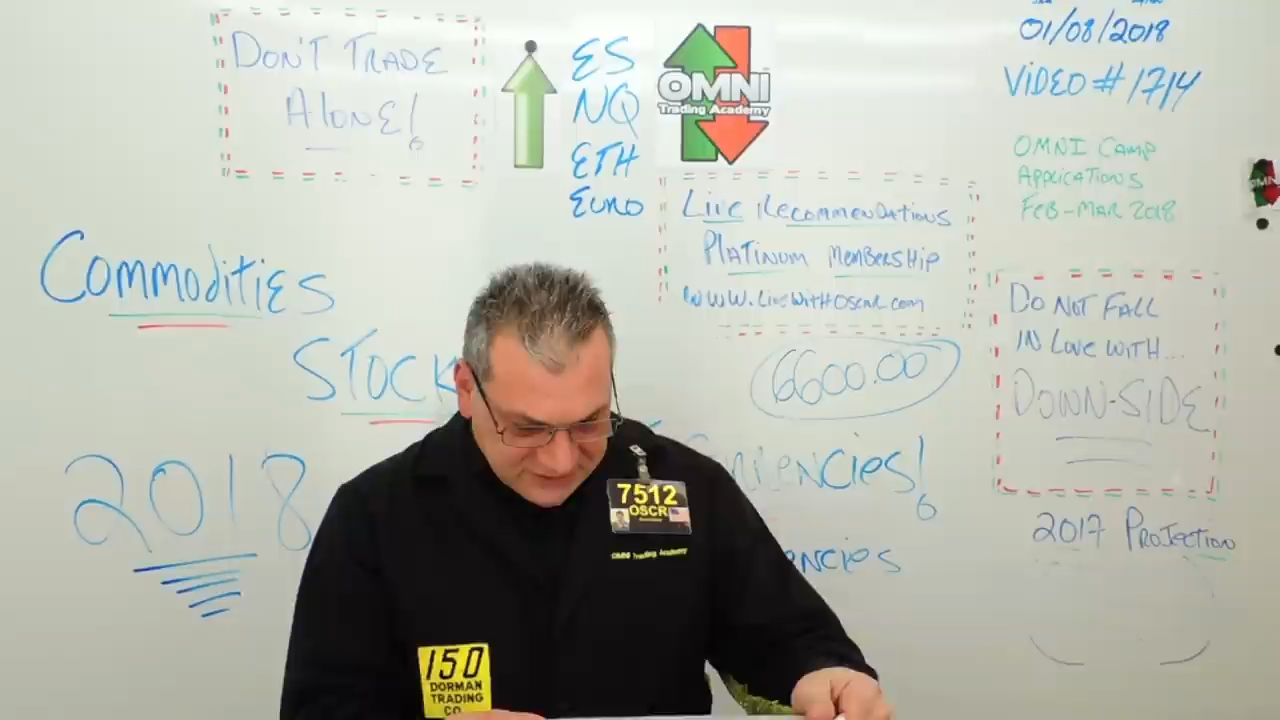 DON'T TRADE
ALONE!
ES
NQ
ETH
EURO
OMNI
Trading Academy
01/08/2018
VIDEO #1714
OMNI CAMP
APPLICATIONS
FEB-MAR 2018
LIVE RECOMMENDATIONS
PLATINUM MEMBERSHIP
WWW.LIVEWITHOSCAR.COM
COMMODITIES
STOCK
6600.00
DO NOT FALL
IN LOVE WITH...
DOWN-SIDE
2018
2017 PROJECTION
7512
OSCR
OMNI Trading Academy
150
DORMAN
TRADING
CO.